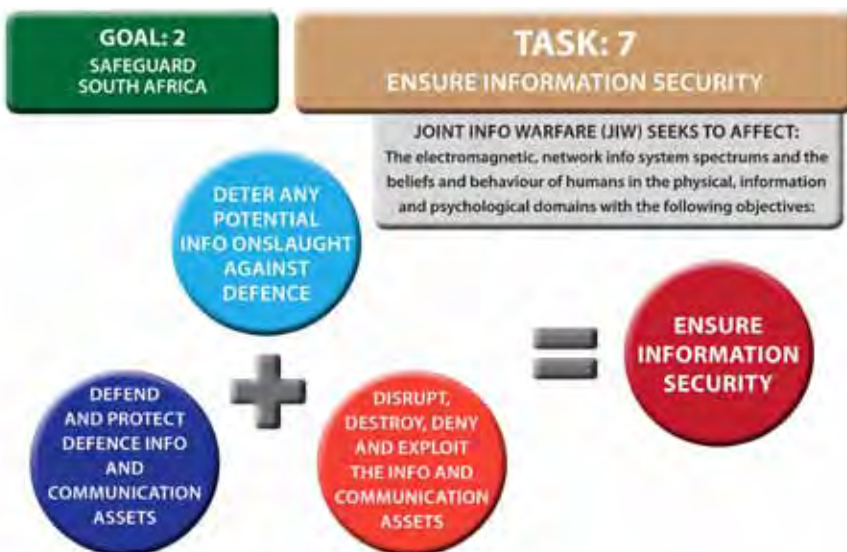 GOAL: 2
SAFEGUARD
SOUTH AFRICA
TASK: 7
ENSURE INFORMATION SECURITY
JOINT INFO WARFARE (JIW) SEEKS TO AFFECT:
The electromagnetic, network info system spectrums and the
beliefs and behaviour of humans in the physical, information
and psychological domains with the following objectives:
DETER ANY
POTENTIAL
INFO ONSLAUGHT
AGAINST
DEFENCE
DEFEND
AND PROTECT
DEFENCE INFO
AND
COMMUNICATION
ASSETS
DISRUPT,
DESTROY, DENY
AND EXPLOIT
THE INFO AND
COMMUNICATION
ASSETS
ENSURE
INFORMATION
SECURITY